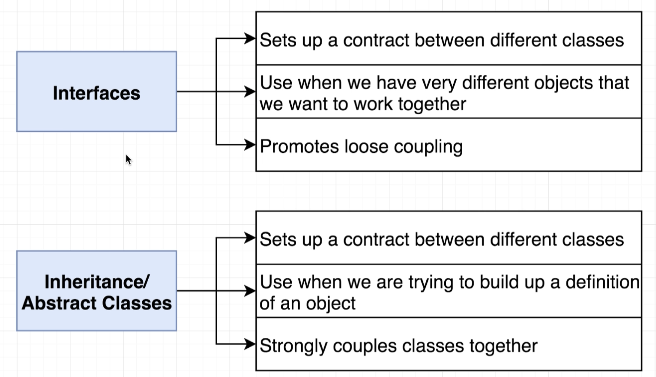 Interfaces
Sets up a contract between different classes
Use when we have very different objects that
we want to work together
Promotes loose coupling
Inheritance/
Abstract Classes
Sets up a contract between different classes
Use when we are trying to build up a definition
of an object
Strongly couples classes together